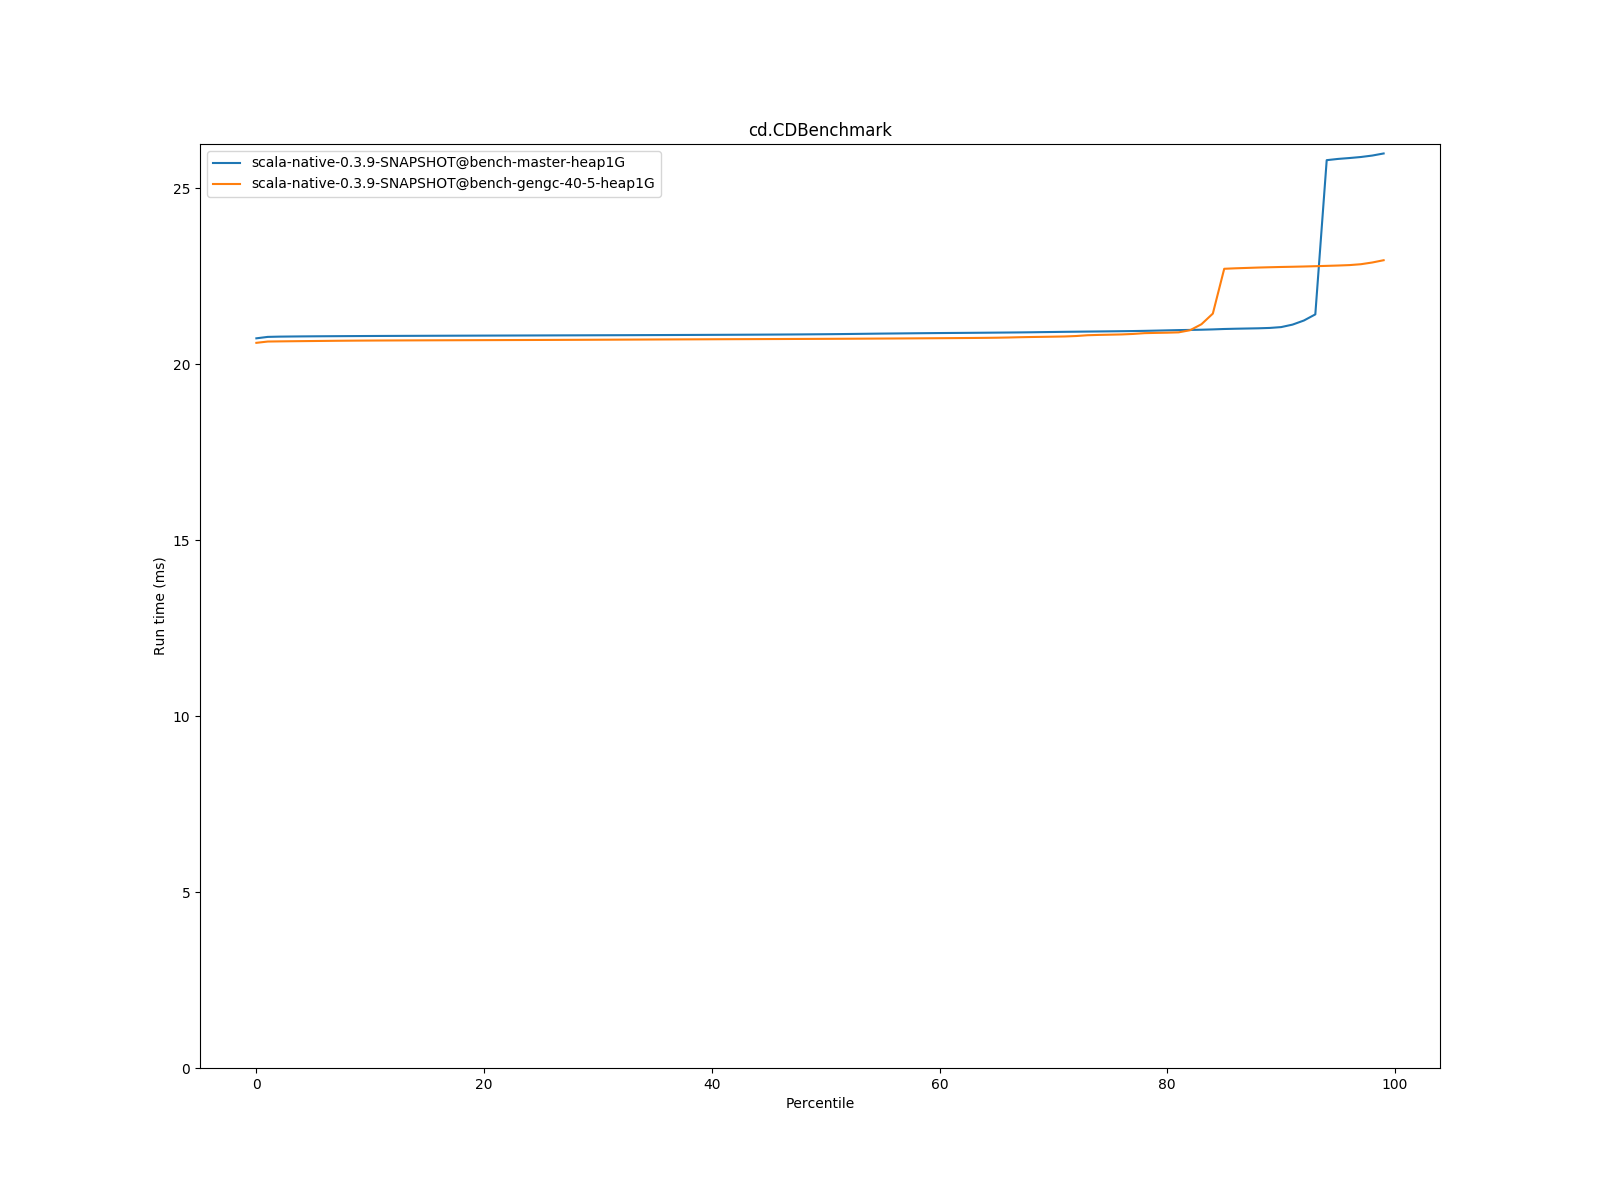 cd.CDBenchmark
scala-native-0.3.9-SNAPSHOT@bench-master-heap1G
scala-native-0.3.9-SNAPSHOT@bench-gengc-40-5-heap1G
25
20
15
10
5
0
Run time (ms)
0 20 40 60 80 100
Percentile